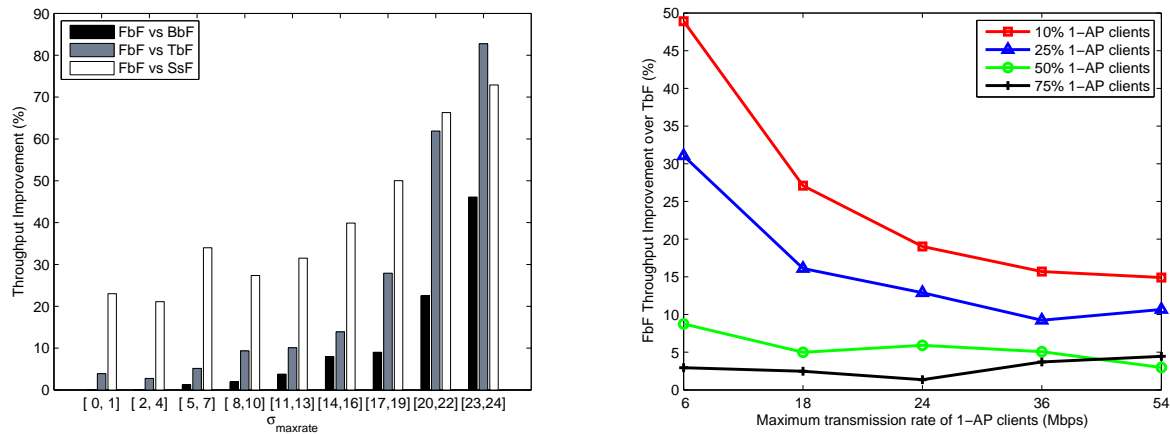 90
80
70
60
50
40
30
20
10
0
Throughput Improvement (%)
FbF vs BbF
FbF vs TbF
FbF vs SsF
[ 0, 1] [ 2, 4] [ 5, 7] [ 8,10] [11,13] [14,16] [17,19] [20,22] [23,24]
σmaxrate
50
45
40
35
30
25
20
15
10
5
0
FbF Throughput Improvement over TbF (%)
10% 1−AP clients
25% 1−AP clients
50% 1−AP clients
75% 1−AP clients
6 18 24 36 54
Maximum transmission rate of 1−AP clients (Mbps)